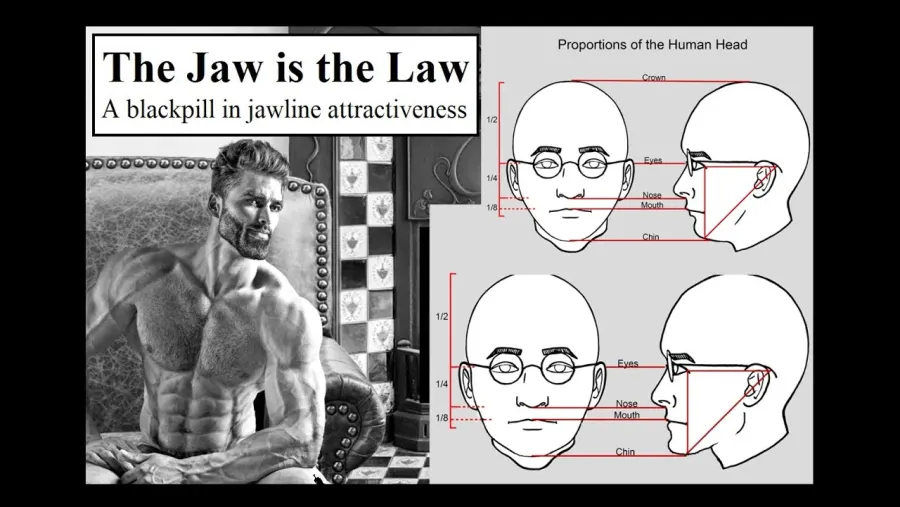 The Jaw is the Law
A blackpill in jawline attractiveness
Proportions of the Human Head
Crown
1/2
Eyes
1/4
Nose
Mouth
1/8
Chin
1/2
Eyes
1/4
Nose
Mouth
1/8
Chin